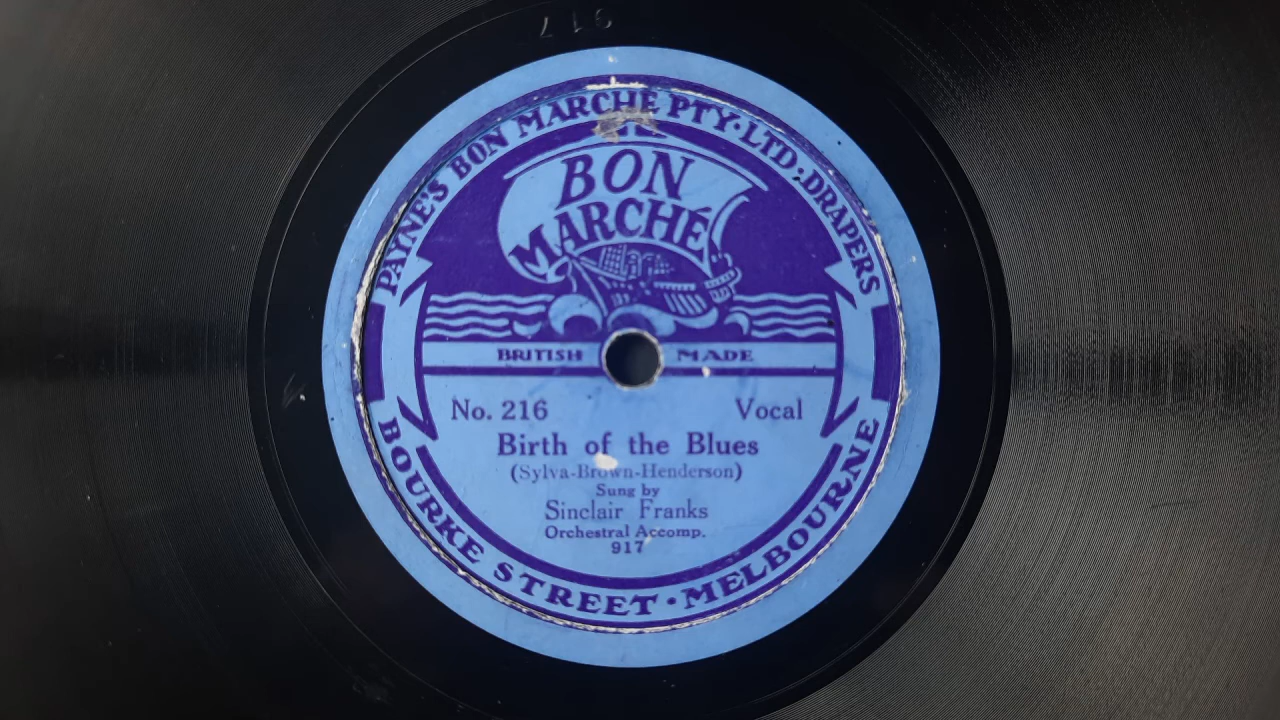 917
PAYNE'S BON MARCHE PTY. LTD. DRAPERS
BON
MARCHÉ
BRITISH MADE
No. 216 Vocal
Birth of the Blues
(Sylva-Brown-Henderson)
Sung by
Sinclair Franks
Orchestral Accomp.
917
BOURKE STREET · MELBOURNE